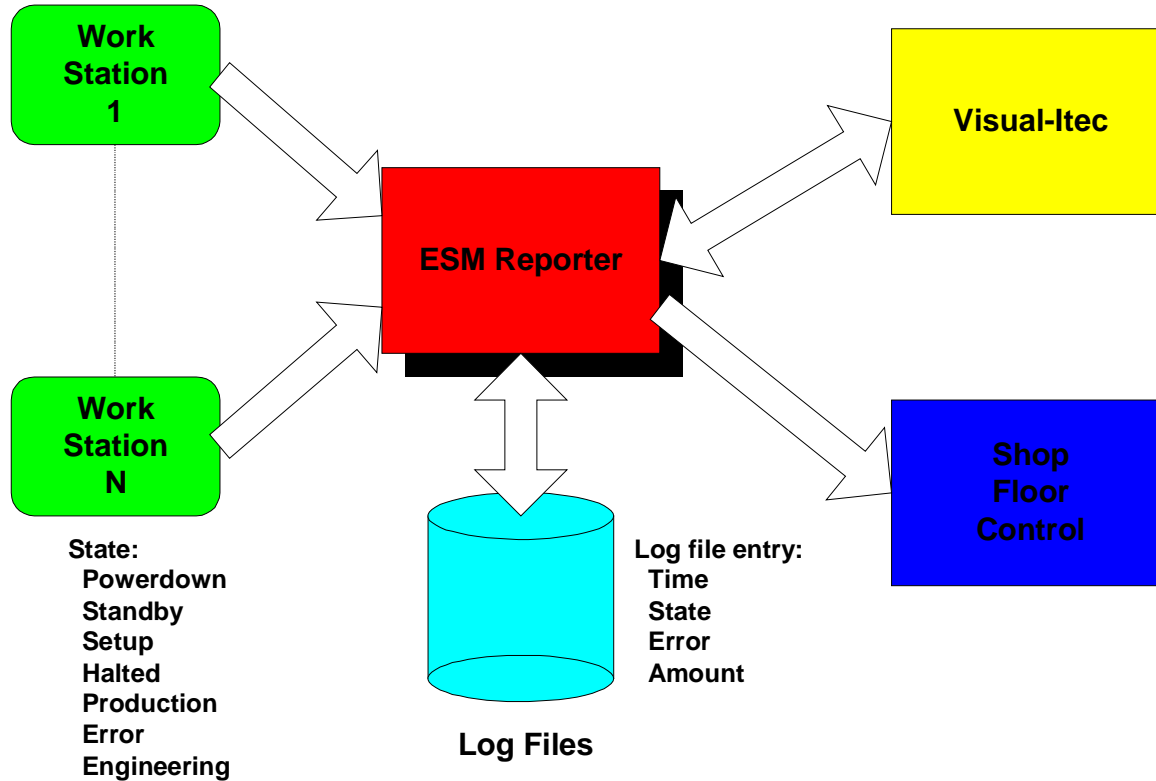 Work
Station
1
Visual-Itec
ESM Reporter
Work
Station
N
Shop
Floor
Control
State:
Powerdown
Standby
Setup
Halted
Production
Error
Engineering
Log file entry:
Time
State
Error
Amount
Log Files